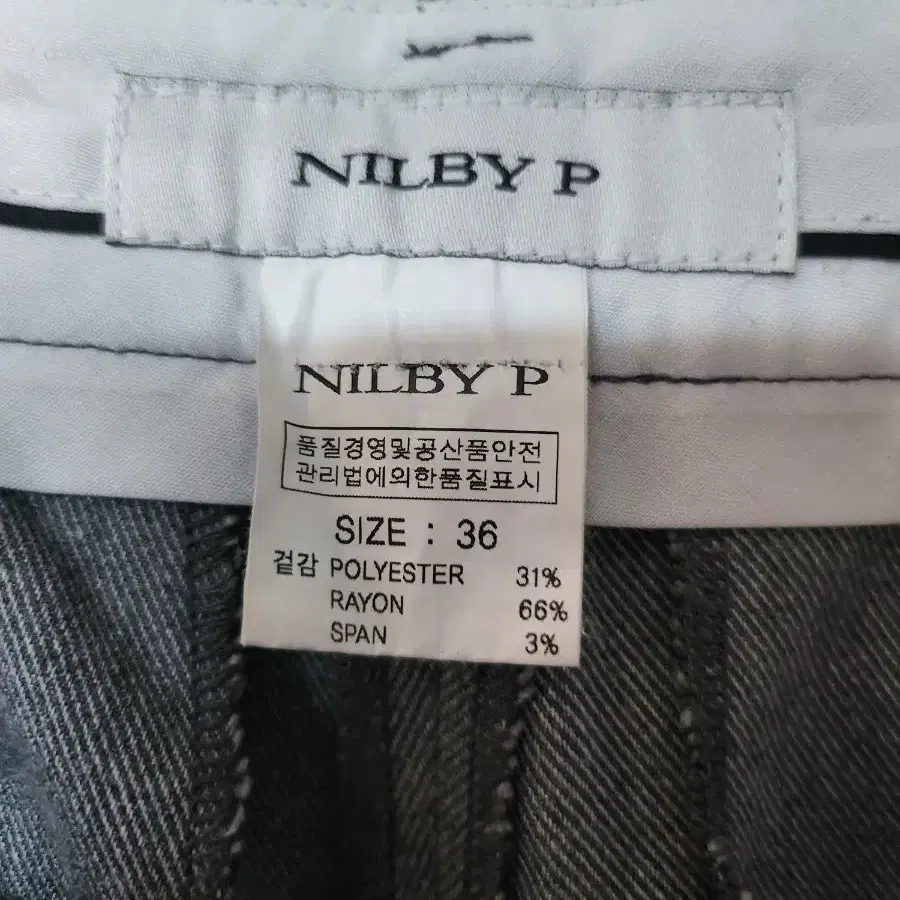 NILBY P
NILBY P
품질경영및공산품안전
관리법에의한품질표시
SIZE : 36
겉감 POLYESTER 31%
RAYON 66%
SPAN 3%